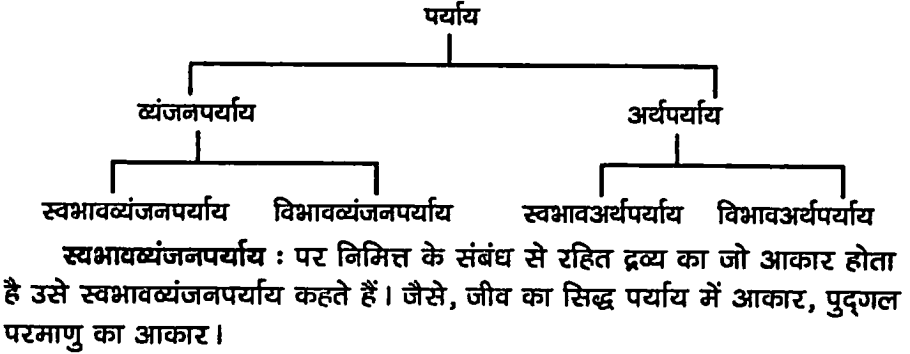 पर्याय
व्यंजनपर्याय अर्थपर्याय
स्वभावव्यंजनपर्याय विभावव्यंजनपर्याय स्वभावअर्थपर्याय विभावअर्थपर्याय
स्वभावव्यंजनपर्याय : पर निमित्त के संबंध से रहित द्रव्य का जो आकार होता
है उसे स्वभावव्यंजनपर्याय कहते हैं। जैसे, जीव का सिद्ध पर्याय में आकार, पुद्‌गल
परमाणु का आकार।